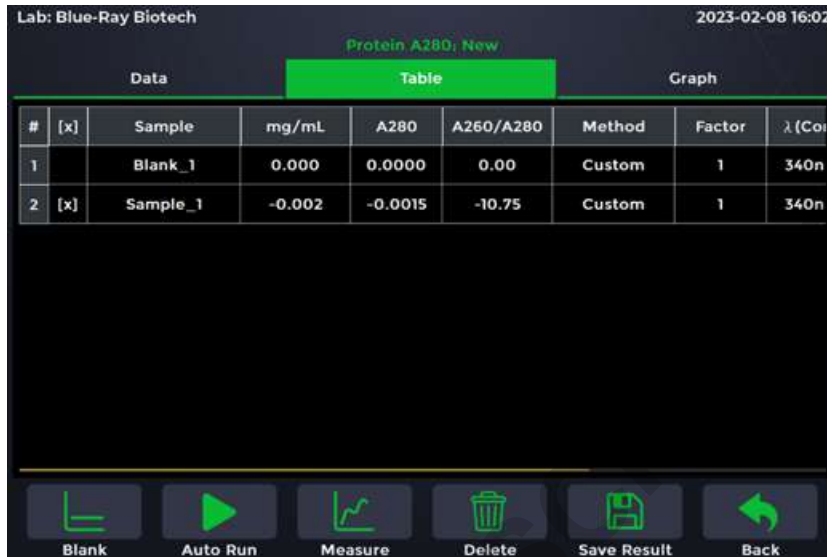 Lab: Blue-Ray Biotech 2023-02-08 16:02
Protein A280: New
Data Table Graph
# [x] Sample mg/mL A280 A260/A280 Method Factor λ (Co
1 Blank_1 0.000 0.0000 0.00 Custom 1 340n
2 [x] Sample_1 -0.002 -0.0015 -10.75 Custom 1 340n
Blank Auto Run Measure Delete Save Result Back